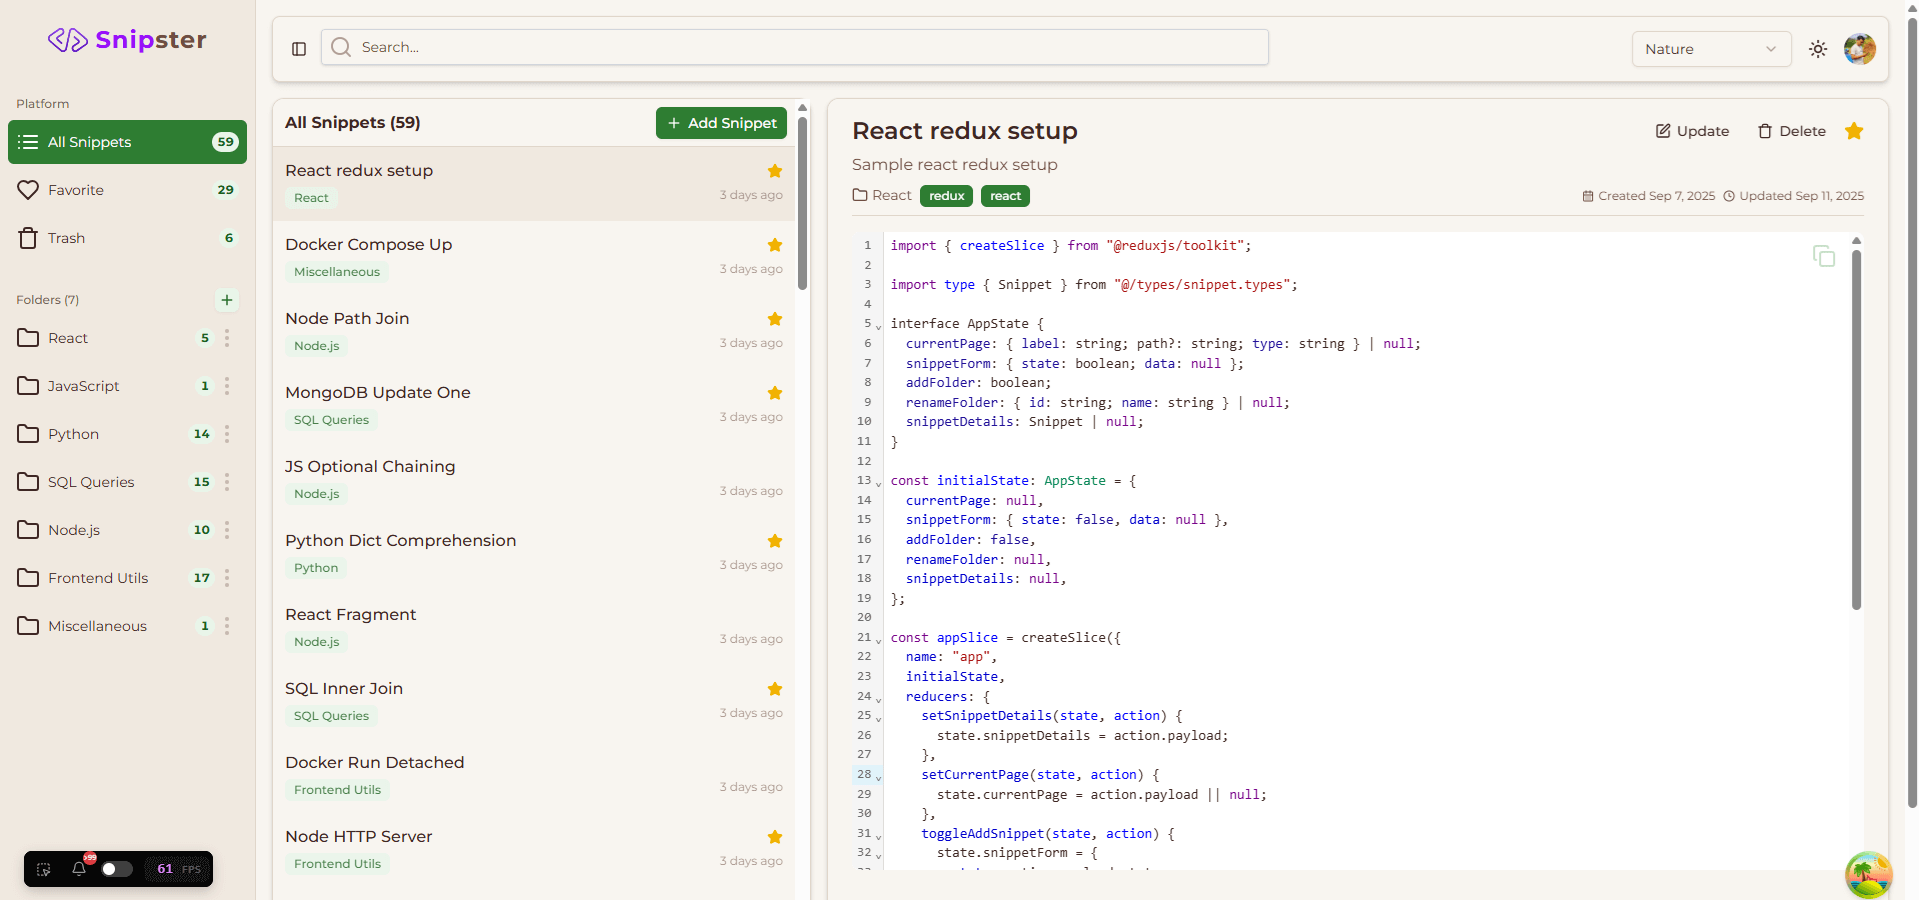 Snipster
Platform
All Snippets 59
Favorite 29
Trash 6
Folders (7)
React 5
JavaScript 1
Python 14
SQL Queries 15
Node.js 10
Frontend Utils 17
Miscellaneous 1
>99
61 FPS
Search...
Nature
All Snippets (59)
+ Add Snippet
React redux setup
React
3 days ago
Docker Compose Up
Miscellaneous
3 days ago
Node Path Join
Node.js
3 days ago
MongoDB Update One
SQL Queries
3 days ago
JS Optional Chaining
Node.js
3 days ago
Python Dict Comprehension
Python
3 days ago
React Fragment
Node.js
3 days ago
SQL Inner Join
SQL Queries
3 days ago
Docker Run Detached
Frontend Utils
3 days ago
Node HTTP Server
Frontend Utils
3 days ago
React redux setup
Update
Delete
Sample react redux setup
React redux react
Created Sep 7, 2025 Updated Sep 11, 2025
1 import { createSlice } from "@reduxjs/toolkit";
2
3 import type { Snippet } from "@/types/snippet.types";
4
5 interface AppState {
6 currentPage: { label: string; path?: string; type: string } | null;
7 snippetForm: { state: boolean; data: null };
8 addFolder: boolean;
9 renameFolder: { id: string; name: string } | null;
10 snippetDetails: Snippet | null;
11 }
12
13 const initialState: AppState = {
14 currentPage: null,
15 snippetForm: { state: false, data: null },
16 addFolder: false,
17 renameFolder: null,
18 snippetDetails: null,
19 };
20
21 const appSlice = createSlice({
22 name: "app",
23 initialState,
24 reducers: {
25 setSnippetDetails(state, action) {
26 state.snippetDetails = action.payload;
27 },
28 setCurrentPage(state, action) {
29 state.currentPage = action.payload || null;
30 },
31 toggleAddSnippet(state, action) {
32 state.snippetForm = {